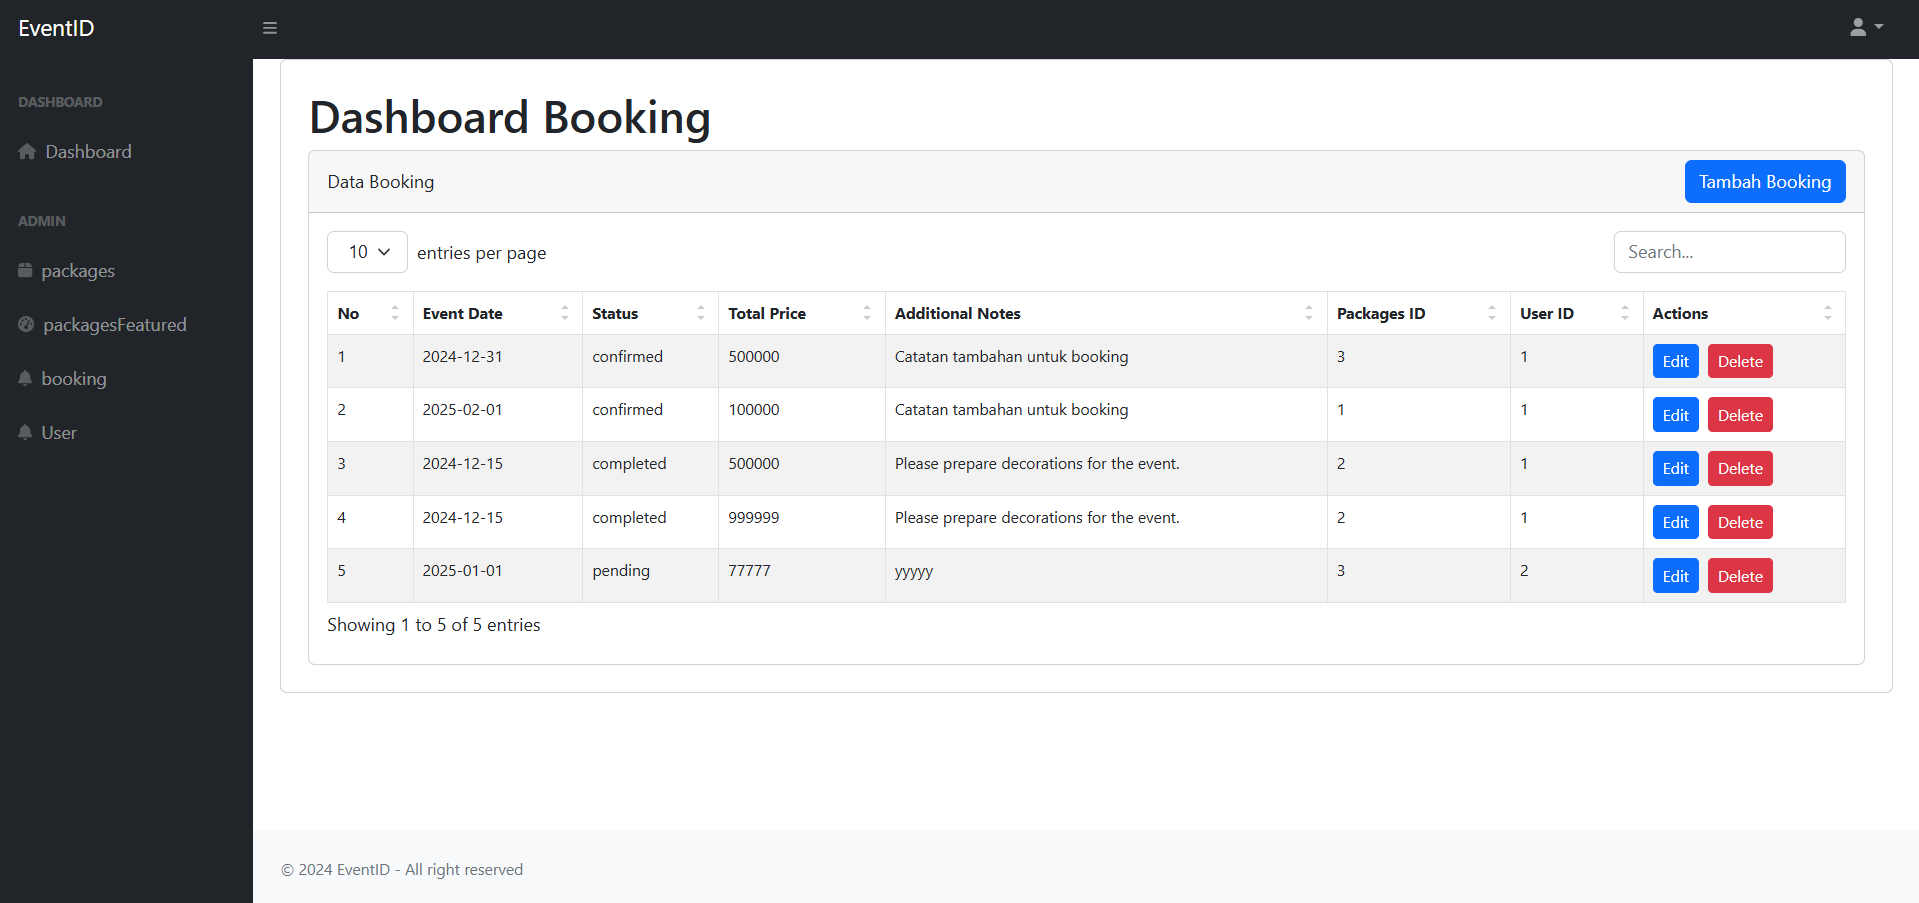 EventID
DASHBOARD
Dashboard
ADMIN
packages
packagesFeatured
booking
User
Dashboard Booking
Data Booking
Tambah Booking
10 entries per page
Search...
No Event Date Status Total Price Additional Notes Packages ID User ID Actions
1 2024-12-31 confirmed 500000 Catatan tambahan untuk booking 3 1 Edit Delete
2 2025-02-01 confirmed 100000 Catatan tambahan untuk booking 1 1 Edit Delete
3 2024-12-15 completed 500000 Please prepare decorations for the event. 2 1 Edit Delete
4 2024-12-15 completed 999999 Please prepare decorations for the event. 2 1 Edit Delete
5 2025-01-01 pending 77777 yyyyy 3 2 Edit Delete
Showing 1 to 5 of 5 entries
© 2024 EventID - All right reserved